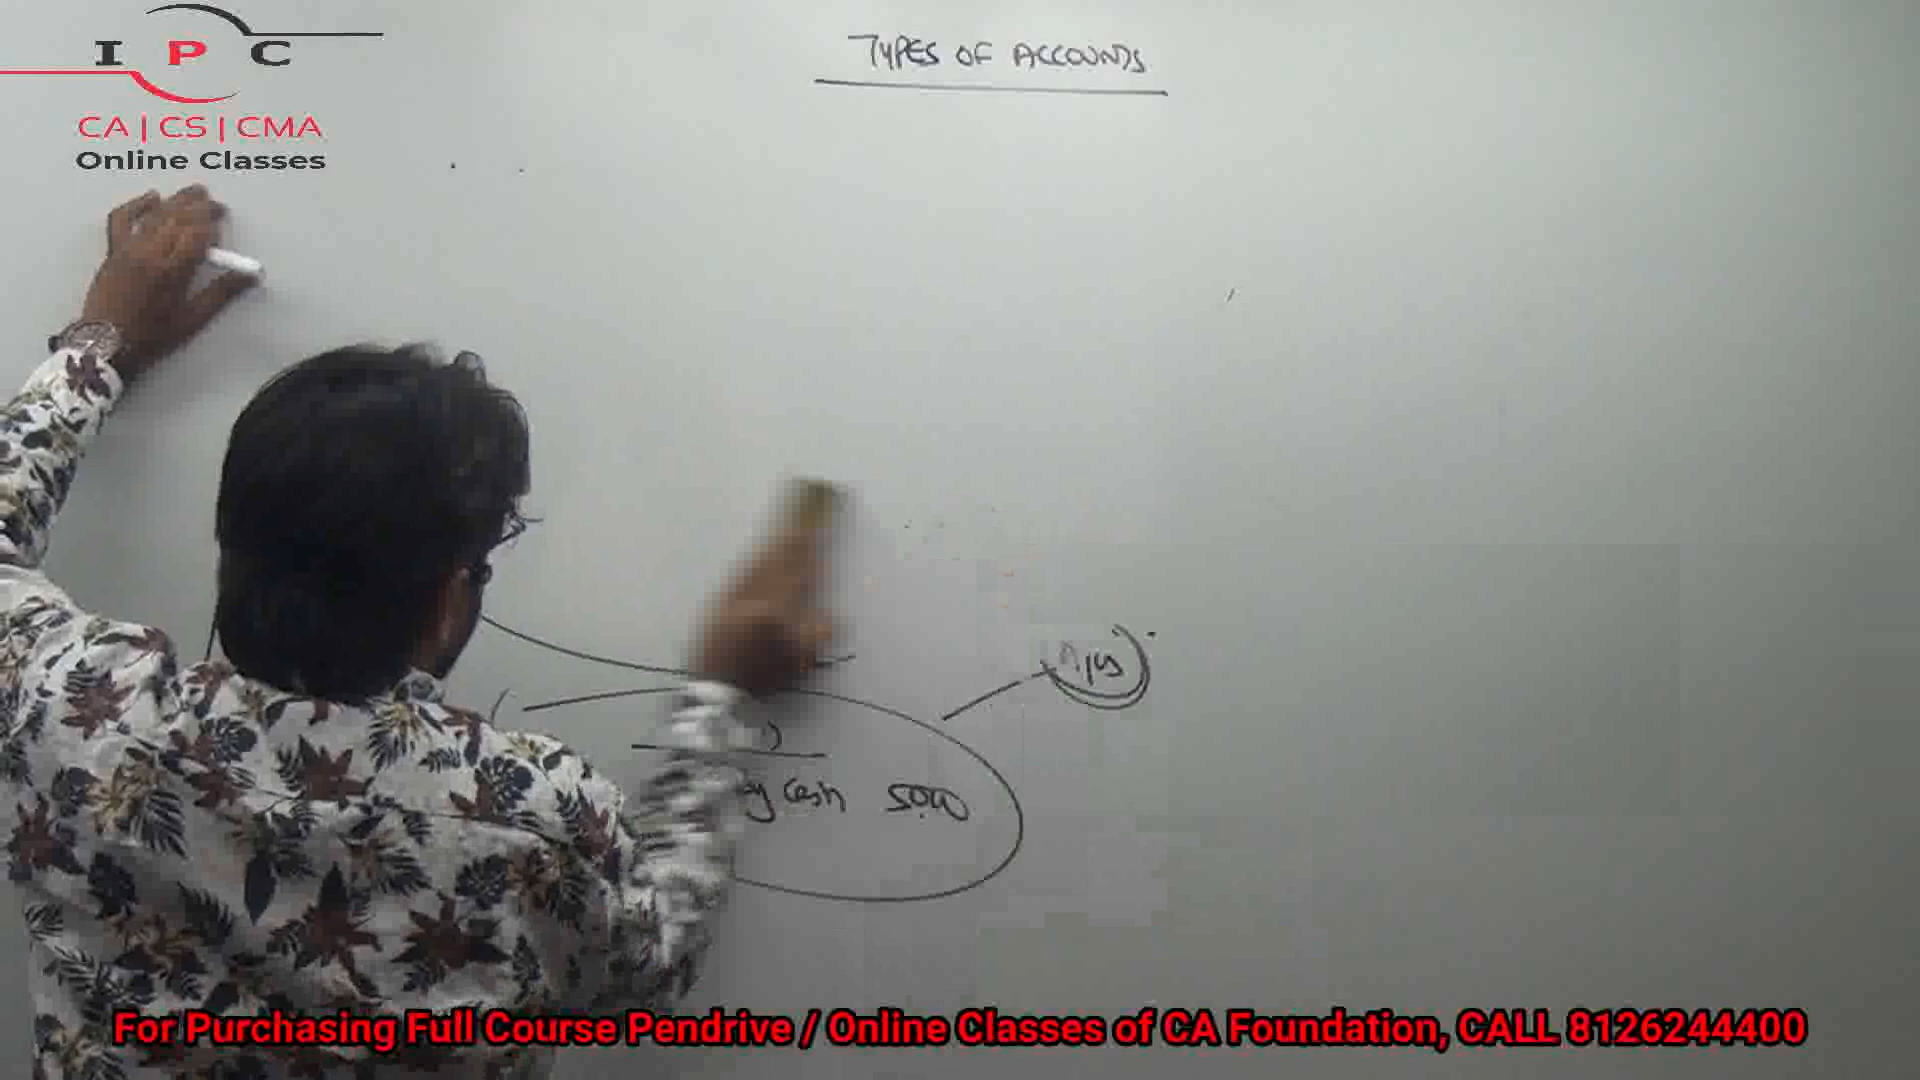 I P C
CA | CS | CMA
Online Classes
TYPES OF ACCOUNTS
cash 5000
For Purchasing Full Course Pendrive / Online Classes of CA Foundation, CALL 8126244400